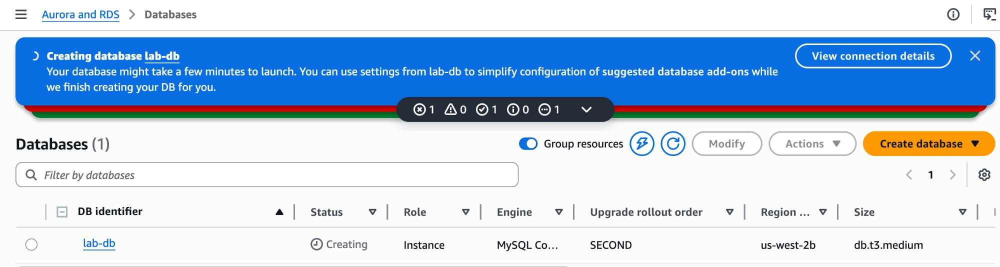 Aurora and RDS > Databases
Creating database lab-db
View connection details
Your database might take a few minutes to launch. You can use settings from lab-db to simplify configuration of suggested database add-ons while
we finish creating your DB for you.
1 0 1 0 1
Databases (1)
Group resources
Modify
Actions
Create database
Filter by databases
1
DB identifier Status Role Engine Upgrade rollout order Region ... Size
lab-db Creating Instance MySQL Co... SECOND us-west-2b db.t3.medium